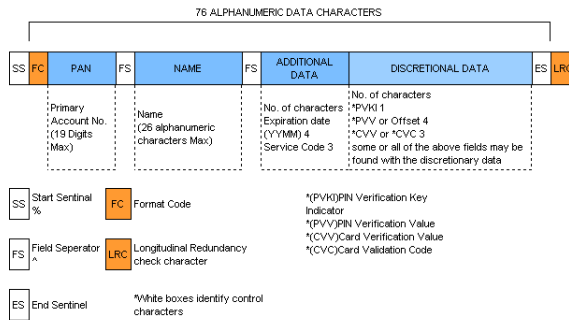 76 ALPHANUMERIC DATA CHARACTERS
SS FC PAN FS NAME FS ADDITIONAL DATA DISCRETIONAL DATA ES LRC
Primary
Account No.
(19 Digits
Max)
Name
(26 alphanumeric
characters Max)
No. of characters
Expiration date
(YYMM) 4
Service Code 3
No. of characters
*PVKI 1
*PVV or Offset 4
*CVV or *CVC 3
some or all of the above fields may be
found with the discretionary data
SS Start Sentinal
%
FC Format Code
*(PVKI)PIN Verification Key
Indicator
*(PVV)PIN Verification Value
*(CVV)Card Verification Value
*(CVC)Card Validation Code
FS Field Seperator
^
LRC Longitudinal Redundancy
check character
ES End Sentinel
*White boxes identify control
characters